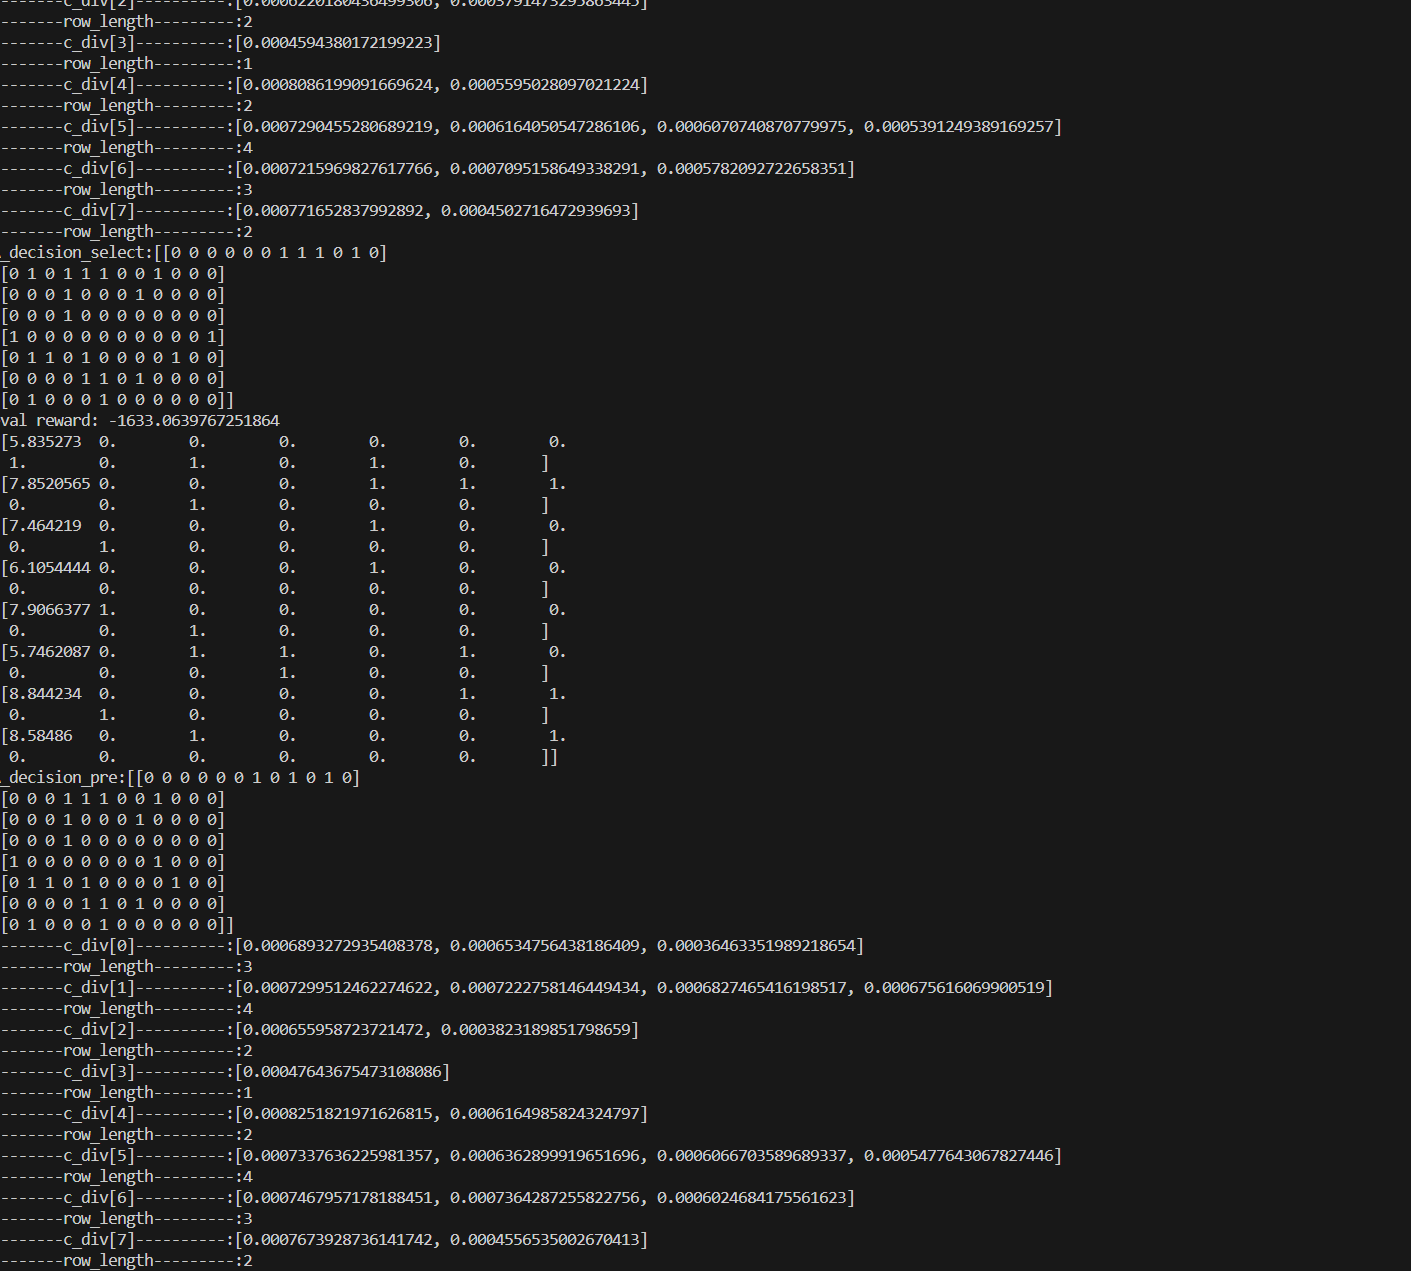 -------c_div[2]----------:[0.0006220180436499306, 0.0003791473295863445]
-------row_length---------:2
-------c_div[3]----------:[0.0004594380172199223]
-------row_length---------:1
-------c_div[4]----------:[0.0008086199091669624, 0.0005595028097021224]
-------row_length---------:2
-------c_div[5]----------:[0.0007290455280689219, 0.0006164050547286106, 0.0006070740870779975, 0.0005391249389169257]
-------row_length---------:4
-------c_div[6]----------:[0.0007215969827617766, 0.0007095158649338291, 0.0005782092722658351]
-------row_length---------:3
-------c_div[7]----------:[0.000771652837992892, 0.0004502716472939693]
-------row_length---------:2
._decision_select:[[0 0 0 0 0 0 1 1 1 0 1 0]
[0 1 0 1 1 1 0 0 1 0 0 0]
[0 0 0 1 0 0 0 1 0 0 0 0]
[0 0 0 1 0 0 0 0 0 0 0 0]
[1 0 0 0 0 0 0 0 0 0 0 1]
[0 1 1 0 1 0 0 0 0 1 0 0]
[0 0 0 0 1 1 0 1 0 0 0 0]
[0 1 0 0 0 1 0 0 0 0 0 0]]
val reward: -1633.0639767251864
[5.835273 0. 0. 0. 0. 0. 0.
1. 0. 1. 0. 1. 0. ]
[7.8520565 0. 0. 0. 1. 1. 1.
0. 0. 1. 0. 0. 0. ]
[7.464219 0. 0. 0. 1. 0. 0.
0. 1. 0. 0. 0. 0. ]
[6.1054444 0. 0. 0. 1. 0. 0.
0. 0. 0. 0. 0. 0. ]
[7.9066377 1. 0. 0. 0. 0. 0.
0. 0. 1. 0. 0. 0. ]
[5.7462087 0. 1. 1. 0. 1. 0.
0. 0. 0. 1. 0. 0. ]
[8.844234 0. 0. 0. 0. 1. 1.
0. 1. 0. 0. 0. 0. ]
[8.58486 0. 1. 0. 0. 0. 1.
0. 0. 0. 0. 0. 0. ]]
._decision_pre:[[0 0 0 0 0 0 1 0 1 0 1 0]
[0 0 0 1 1 1 0 0 1 0 0 0]
[0 0 0 1 0 0 0 1 0 0 0 0]
[0 0 0 1 0 0 0 0 0 0 0 0]
[1 0 0 0 0 0 0 0 1 0 0 0]
[0 1 1 0 1 0 0 0 0 1 0 0]
[0 0 0 0 1 1 0 1 0 0 0 0]
[0 1 0 0 0 1 0 0 0 0 0 0]]
-------c_div[0]----------:[0.0006893272935408378, 0.0006534756438186409, 0.00036463351989218654]
-------row_length---------:3
-------c_div[1]----------:[0.0007299512462274622, 0.0007222758146449434, 0.0006827465416198517, 0.000675616069900519]
-------row_length---------:4
-------c_div[2]----------:[0.000655958723721472, 0.0003823189851798659]
-------row_length---------:2
-------c_div[3]----------:[0.00047643675473108086]
-------row_length---------:1
-------c_div[4]----------:[0.0008251821971626815, 0.0006164985824324797]
-------row_length---------:2
-------c_div[5]----------:[0.0007337636225981357, 0.0006362899919651696, 0.0006066703589689337, 0.0005477643067827446]
-------row_length---------:4
-------c_div[6]----------:[0.0007467957178188451, 0.0007364287255822756, 0.0006024684175561623]
-------row_length---------:3
-------c_div[7]----------:[0.0007673928736141742, 0.0004556535002670413]
-------row_length---------:2